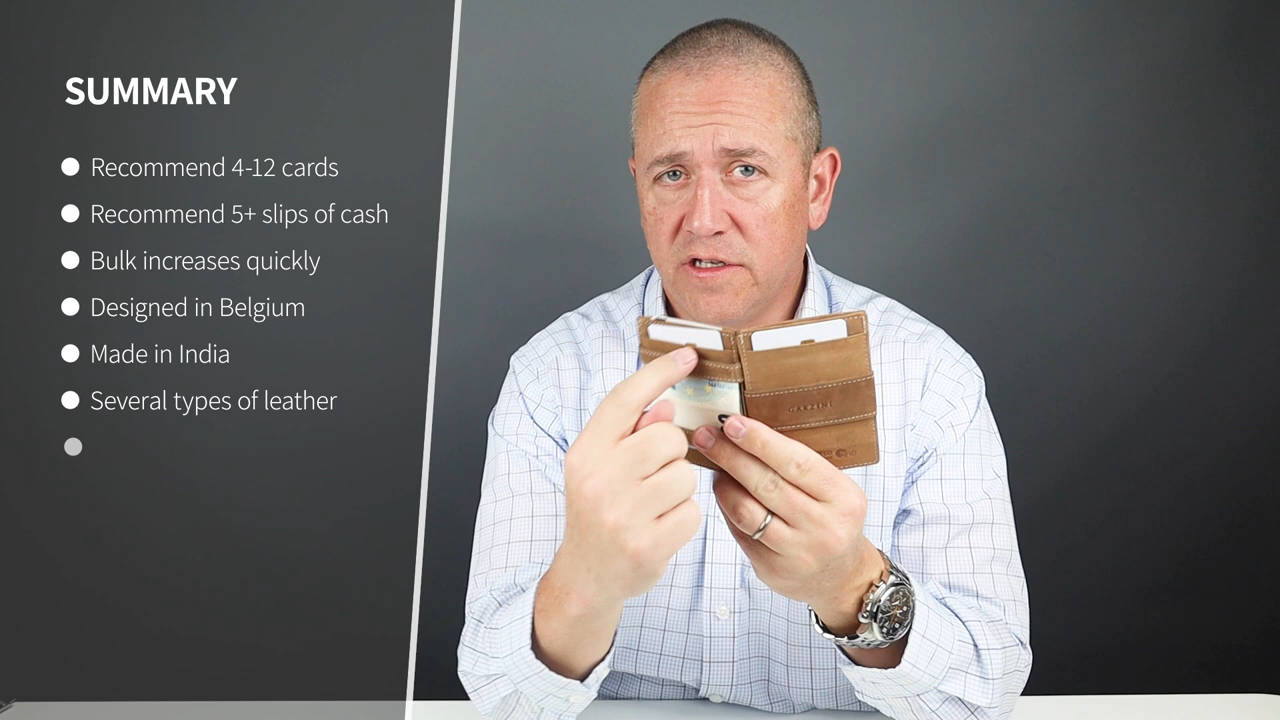 SUMMARY
Recommend 4-12 cards
Recommend 5+ slips of cash
Bulk increases quickly
Designed in Belgium
Made in India
Several types of leather
GARZINI